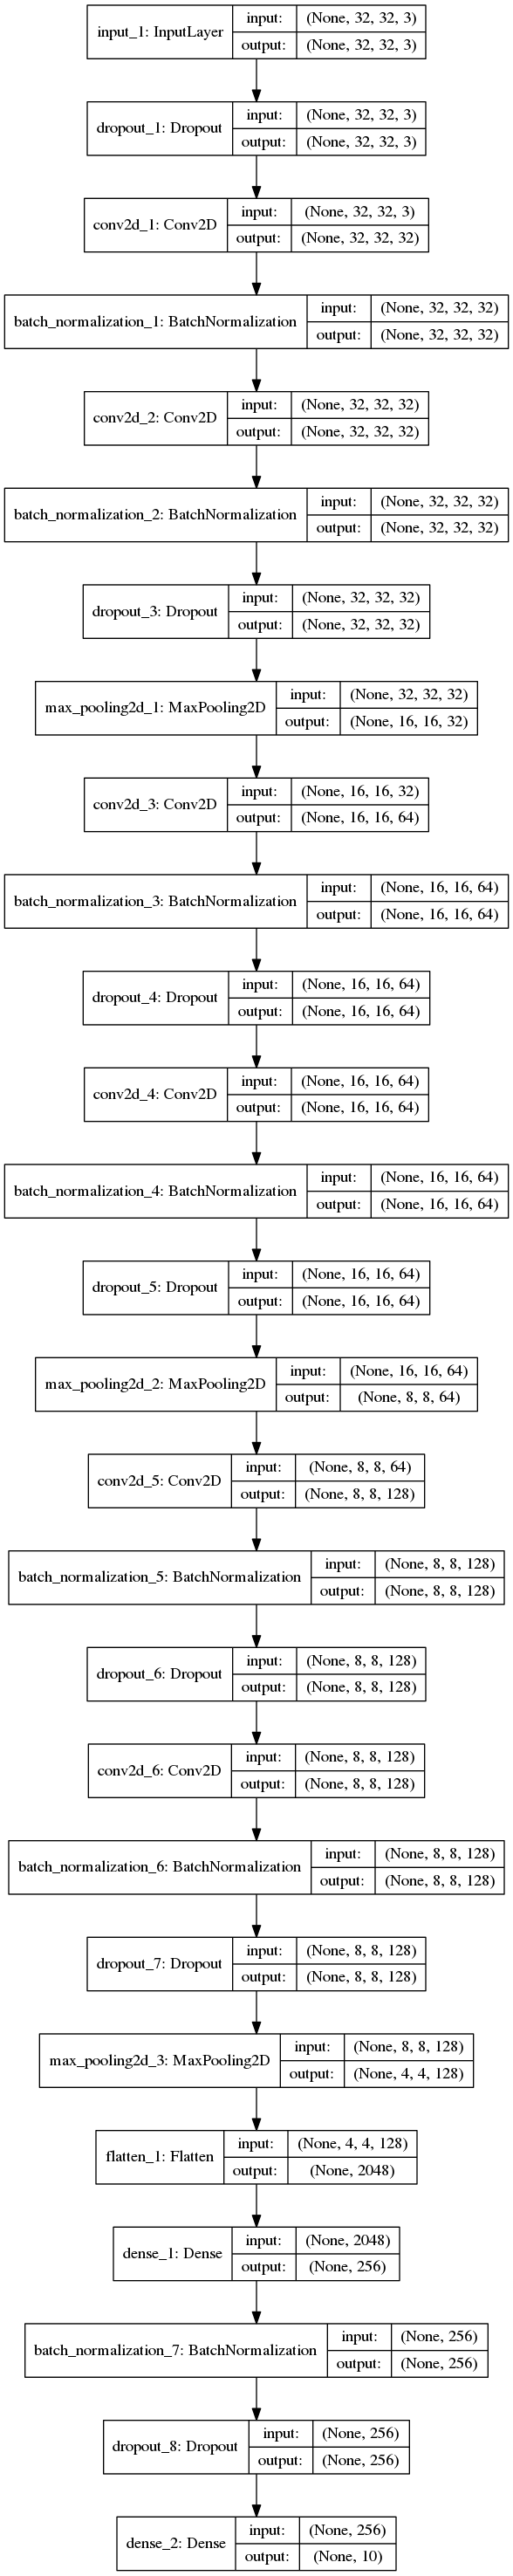 input_1: InputLayer
input: (None, 32, 32, 3)
output: (None, 32, 32, 3)
dropout_1: Dropout
input: (None, 32, 32, 3)
output: (None, 32, 32, 3)
conv2d_1: Conv2D
input: (None, 32, 32, 3)
output: (None, 32, 32, 32)
batch_normalization_1: BatchNormalization
input: (None, 32, 32, 32)
output: (None, 32, 32, 32)
conv2d_2: Conv2D
input: (None, 32, 32, 32)
output: (None, 32, 32, 32)
batch_normalization_2: BatchNormalization
input: (None, 32, 32, 32)
output: (None, 32, 32, 32)
dropout_3: Dropout
input: (None, 32, 32, 32)
output: (None, 32, 32, 32)
max_pooling2d_1: MaxPooling2D
input: (None, 32, 32, 32)
output: (None, 16, 16, 32)
conv2d_3: Conv2D
input: (None, 16, 16, 32)
output: (None, 16, 16, 64)
batch_normalization_3: BatchNormalization
input: (None, 16, 16, 64)
output: (None, 16, 16, 64)
dropout_4: Dropout
input: (None, 16, 16, 64)
output: (None, 16, 16, 64)
conv2d_4: Conv2D
input: (None, 16, 16, 64)
output: (None, 16, 16, 64)
batch_normalization_4: BatchNormalization
input: (None, 16, 16, 64)
output: (None, 16, 16, 64)
dropout_5: Dropout
input: (None, 16, 16, 64)
output: (None, 16, 16, 64)
max_pooling2d_2: MaxPooling2D
input: (None, 16, 16, 64)
output: (None, 8, 8, 64)
conv2d_5: Conv2D
input: (None, 8, 8, 64)
output: (None, 8, 8, 128)
batch_normalization_5: BatchNormalization
input: (None, 8, 8, 128)
output: (None, 8, 8, 128)
dropout_6: Dropout
input: (None, 8, 8, 128)
output: (None, 8, 8, 128)
conv2d_6: Conv2D
input: (None, 8, 8, 128)
output: (None, 8, 8, 128)
batch_normalization_6: BatchNormalization
input: (None, 8, 8, 128)
output: (None, 8, 8, 128)
dropout_7: Dropout
input: (None, 8, 8, 128)
output: (None, 8, 8, 128)
max_pooling2d_3: MaxPooling2D
input: (None, 8, 8, 128)
output: (None, 4, 4, 128)
flatten_1: Flatten
input: (None, 4, 4, 128)
output: (None, 2048)
dense_1: Dense
input: (None, 2048)
output: (None, 256)
batch_normalization_7: BatchNormalization
input: (None, 256)
output: (None, 256)
dropout_8: Dropout
input: (None, 256)
output: (None, 256)
dense_2: Dense
input: (None, 256)
output: (None, 10)